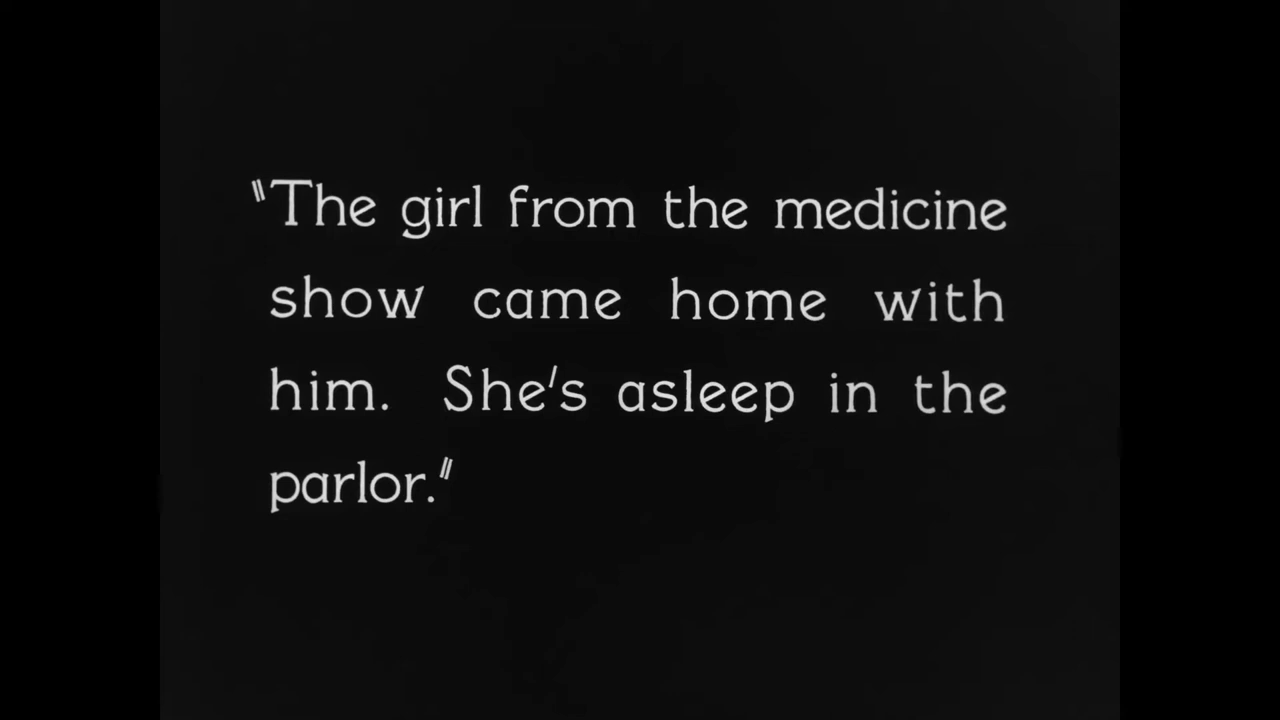 "The girl from the medicine
show came home with
him. She's asleep in the
parlor."